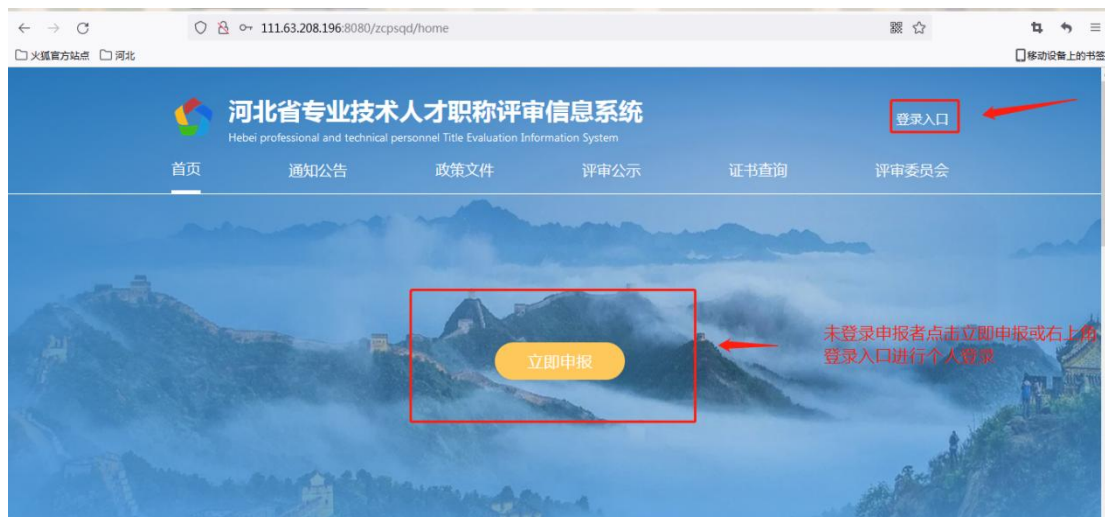 111.63.208.196:8080/zcpsqd/home
火狐官方站点 河北 移动设备上的书签
河北省专业技术人才职称评审信息系统
Hebei professional and technical personnel Title Evaluation Information System
登录入口
首页 通知公告 政策文件 评审公示 证书查询 评审委员会
立即申报
未登录申报者点击立即申报或右上角
登录入口进行个人登录